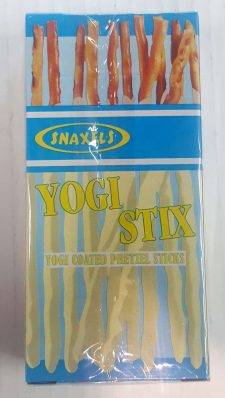 SNAXELS
YOGI
STIX
YOGI COATED PRETZEL STICKS